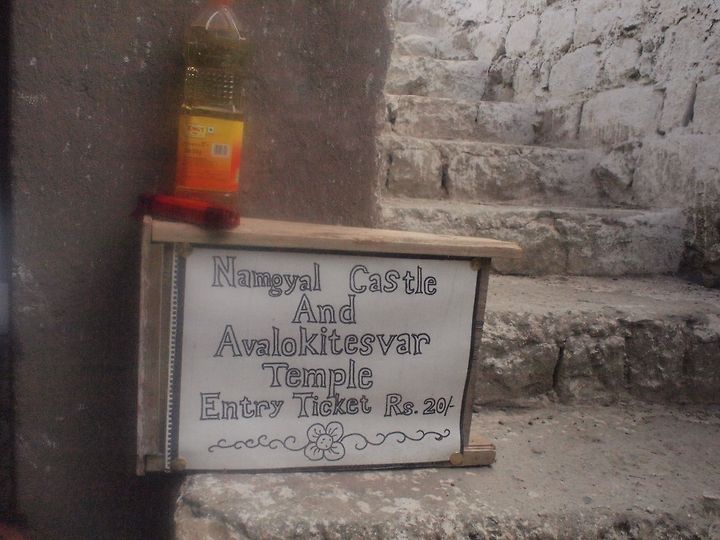 Namgyal Castle
And
Avalokitesvar
Temple
Entry Ticket Rs. 20/-